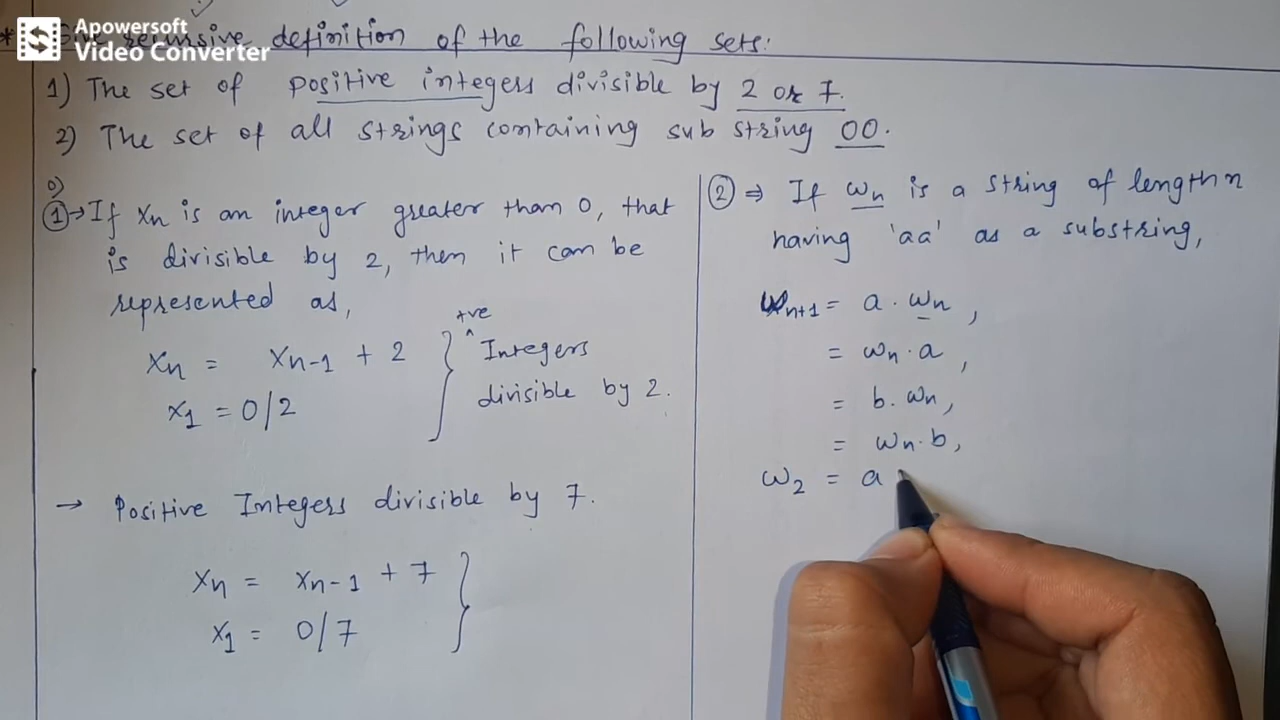 Apowersoft
Video Converter
* recursive definition of the following sets:
1) The set of positive integers divisible by 2 or 7.
2) The set of all strings containing sub string 00.
①→ If xn is an integer greater than 0, that
is divisible by 2, then it can be
represented as,
xn = xn-1 + 2
x1 = 0/2
+ve
^ Integers
divisible by 2.
→ Positive Integers divisible by 7.
xn = xn-1 + 7
x1 = 0/7
② ⇒ If wn is a string of length n
having 'aa' as a substring,
wn+1 = a . wn ,
= wn . a ,
= b. wn,
= wn. b,
w2 = a